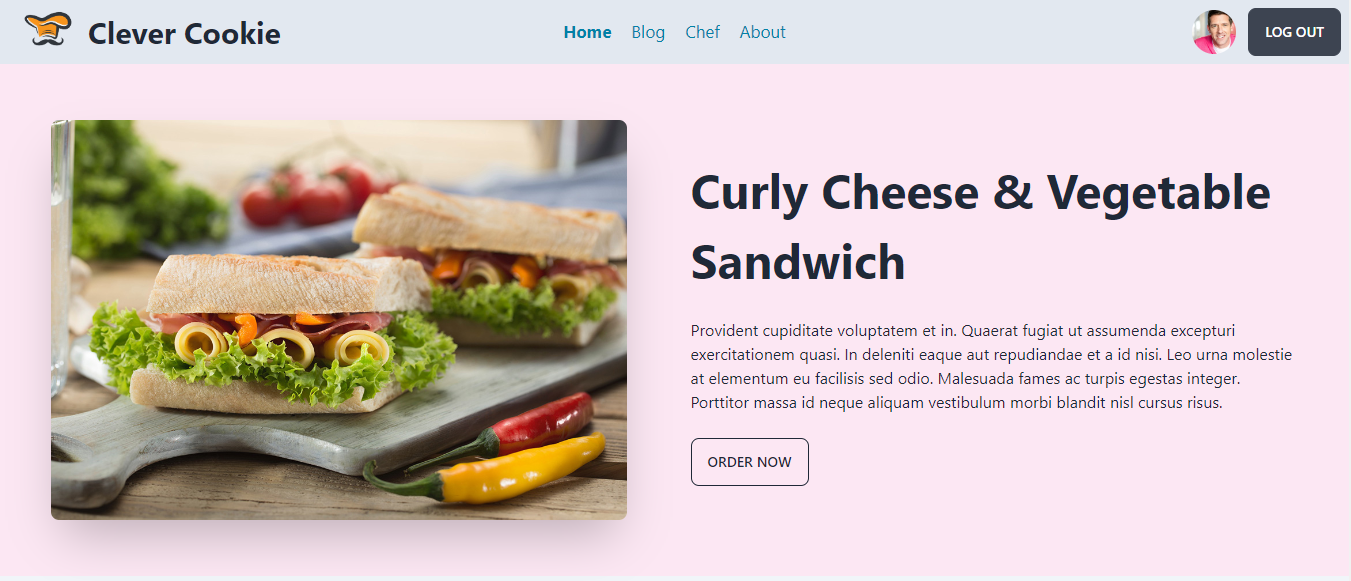 Clever Cookie
Home Blog Chef About
LOG OUT
Curly Cheese & Vegetable
Sandwich
Provident cupiditate voluptatem et in. Quaerat fugiat ut assumenda excepturi
exercitationem quasi. In deleniti eaque aut repudiandae et a id nisi. Leo urna molestie
at elementum eu facilisis sed odio. Malesuada fames ac turpis egestas integer.
Porttitor massa id neque aliquam vestibulum morbi blandit nisl cursus risus.
ORDER NOW